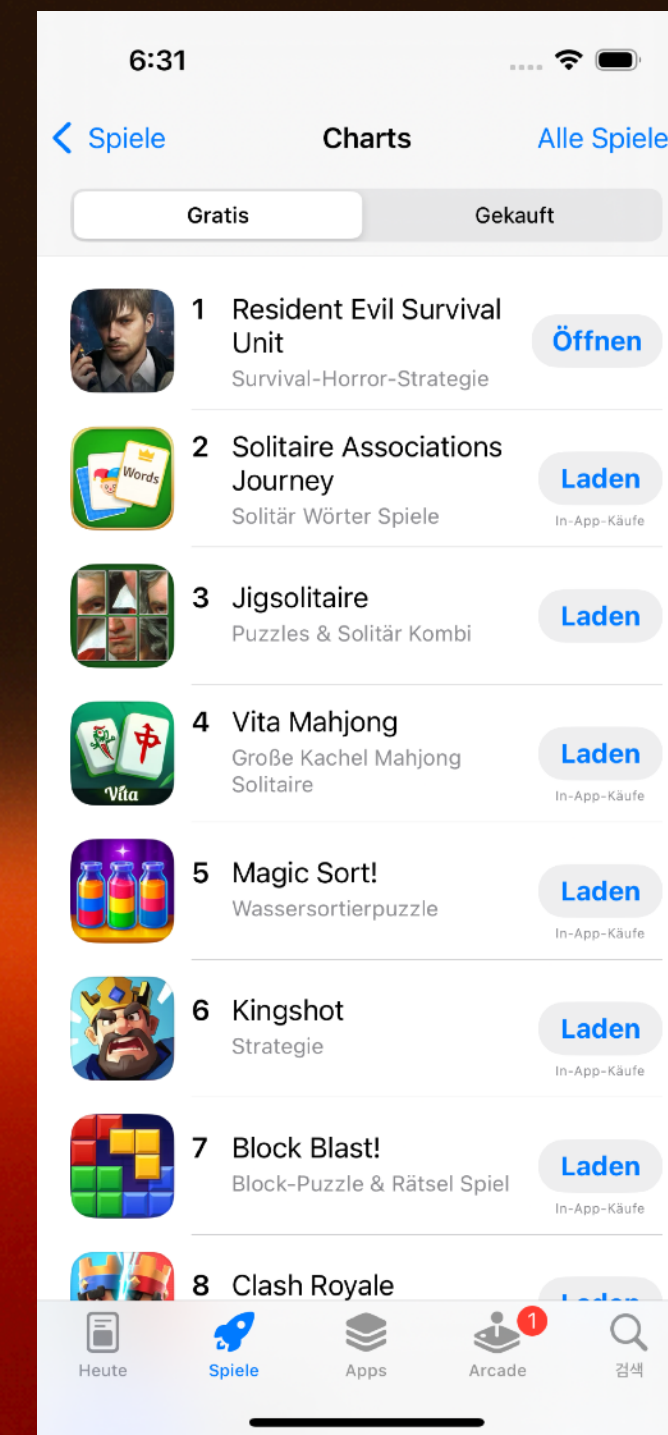 6:31
Spiele
Charts
Alle Spiele
Gratis
Gekauft
1
Resident Evil Survival
Unit
Survival-Horror-Strategie
Öffnen
Words
2
Solitaire Associations
Journey
Solitär Wörter Spiele
Laden
In-App-Käufe
3
Jigsolitaire
Puzzles & Solitär Kombi
Laden
中
Vita
4
Vita Mahjong
Große Kachel Mahjong
Solitaire
Laden
In-App-Käufe
5
Magic Sort!
Wassersortierpuzzle
Laden
In-App-Käufe
6
Kingshot
Strategie
Laden
In-App-Käufe
7
Block Blast!
Block-Puzzle & Rätsel Spiel
Laden
In-App-Käufe
8
Clash Royale
Laden
1
Heute
Spiele
Apps
Arcade
검색